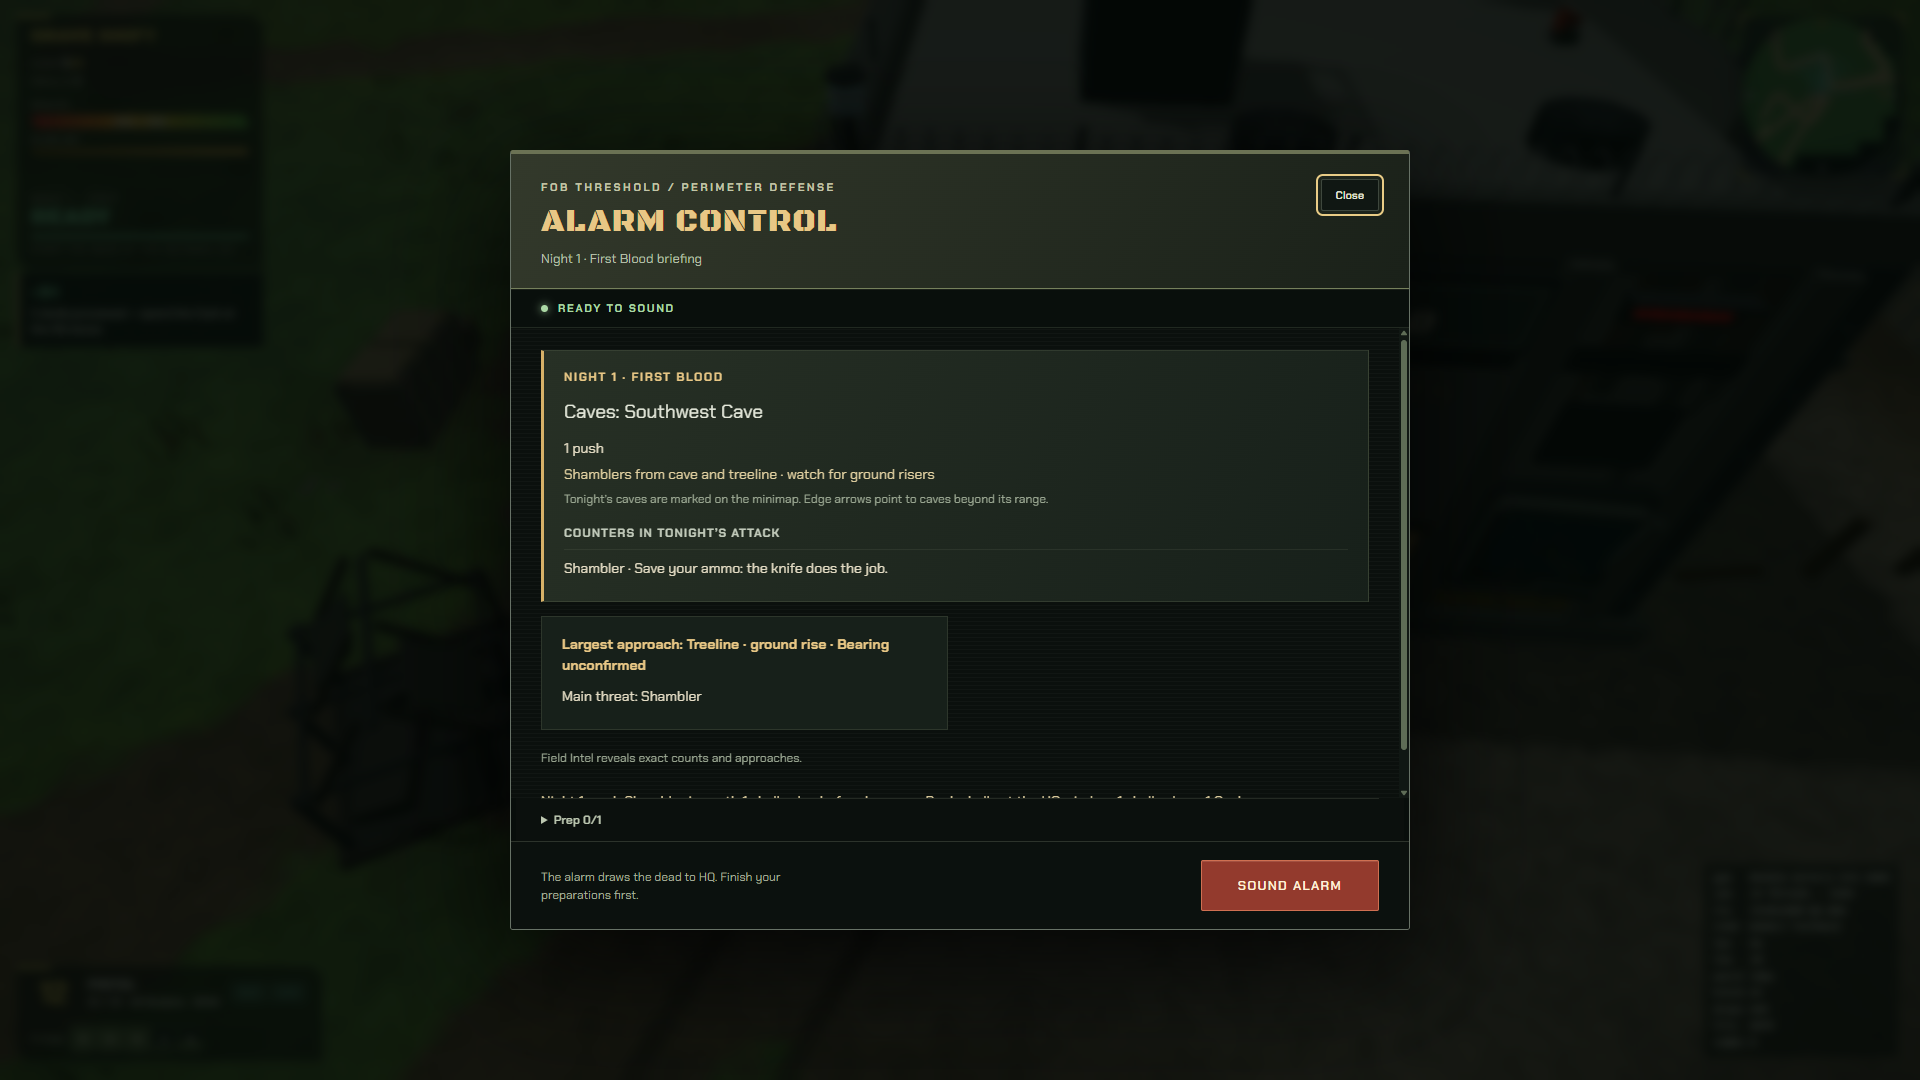 FOB THRESHOLD / PERIMETER DEFENSE
ALARM CONTROL
Night 1 · First Blood briefing
Close
READY TO SOUND
NIGHT 1 · FIRST BLOOD
Caves: Southwest Cave
1 push
Shamblers from cave and treeline · watch for ground risers
Tonight's caves are marked on the minimap. Edge arrows point to caves beyond its range.
COUNTERS IN TONIGHT'S ATTACK
Shambler · Save your ammo: the knife does the job.
Largest approach: Treeline · ground rise · Bearing
unconfirmed
Main threat: Shambler
Field Intel reveals exact counts and approaches.
Prep 0/1
The alarm draws the dead to HQ. Finish your
preparations first.
SOUND ALARM